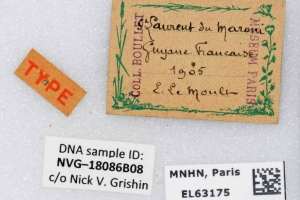 St Laurent du Maroni
Guyane Francaise
1905
E. Le Moult
COLL. BOULLET
MUSEUM PARIS
TYPE
DNA sample ID:
NVG–18086B08
c/o Nick V. Grishin
MNHN, Paris
EL63175